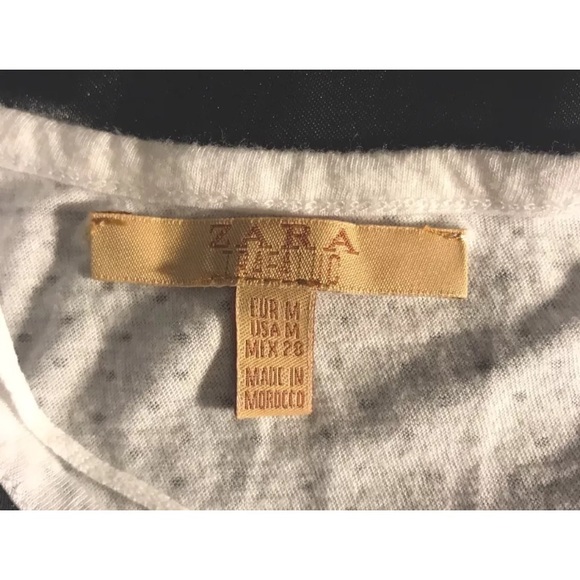 ZARA
EUR M
USA M
MEX 28
MADE IN
MOROCCO